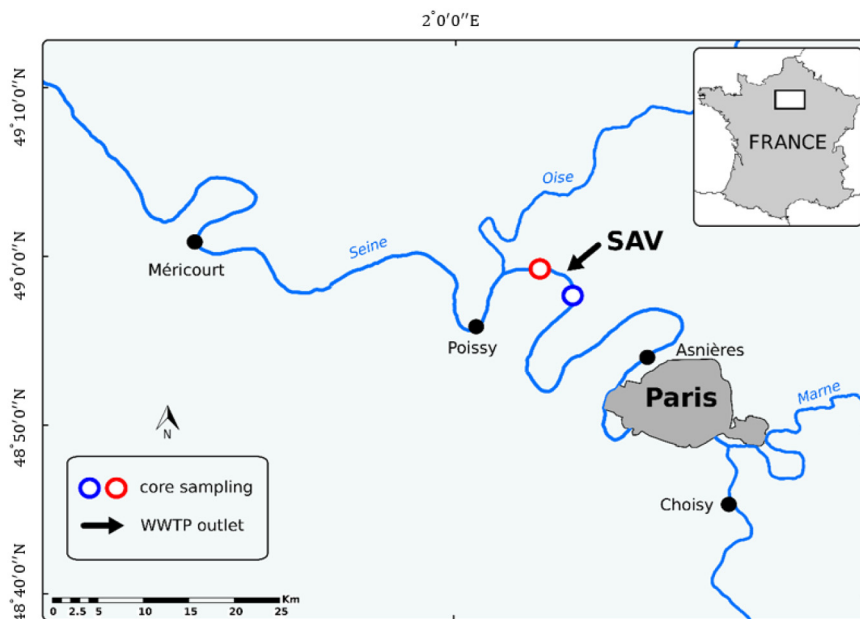 2°0′0″E
49°10′0″N
49°0′0″N
48°50′0″N
48°40′0″N
FRANCE
Oise
SAV
Seine
Méricourt
Poissy
Asnières
Paris
Marne
Choisy
N
core sampling
WWTP outlet
0 2.5 5 10 15 20 25 Km